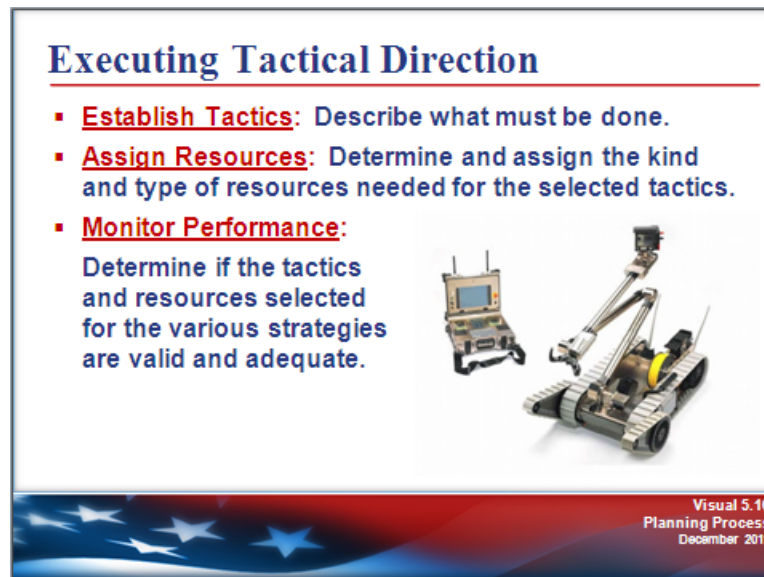 Executing Tactical Direction
▪ Establish Tactics: Describe what must be done.
▪ Assign Resources: Determine and assign the kind
and type of resources needed for the selected tactics.
▪ Monitor Performance:
Determine if the tactics
and resources selected
for the various strategies
are valid and adequate.
Visual
Planning Process
December